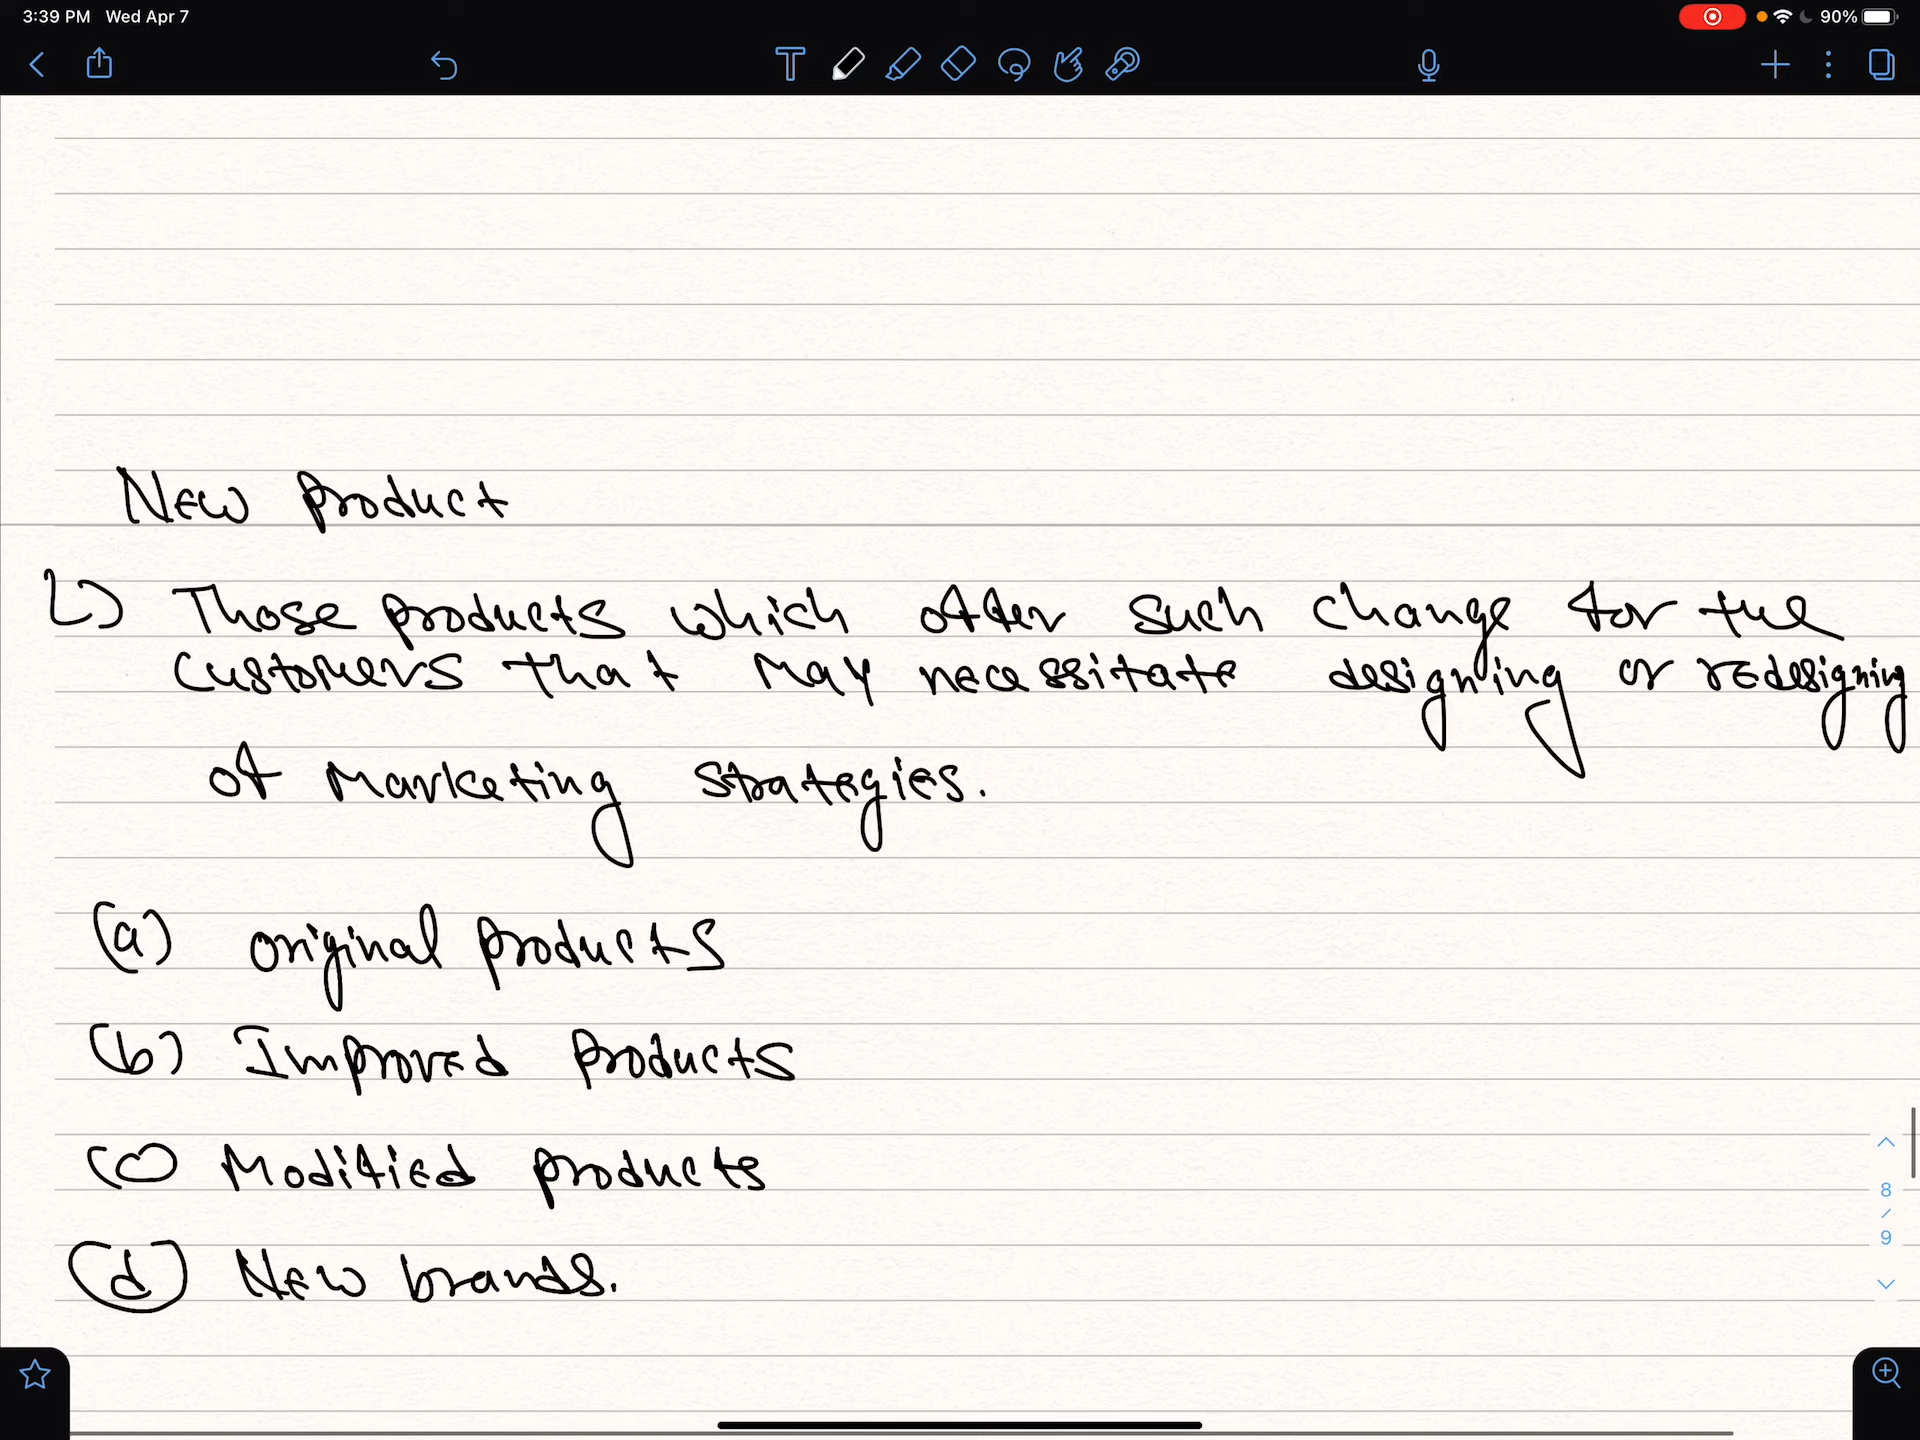 3:39 PM Wed Apr 7
90%
New product
Those products which offer such change for the
customers that may necessitate designing or redesigning
of marketing strategies.
(a) original products
(b) Improved products
(c) Modified products
(d) New brands.
8
/
9